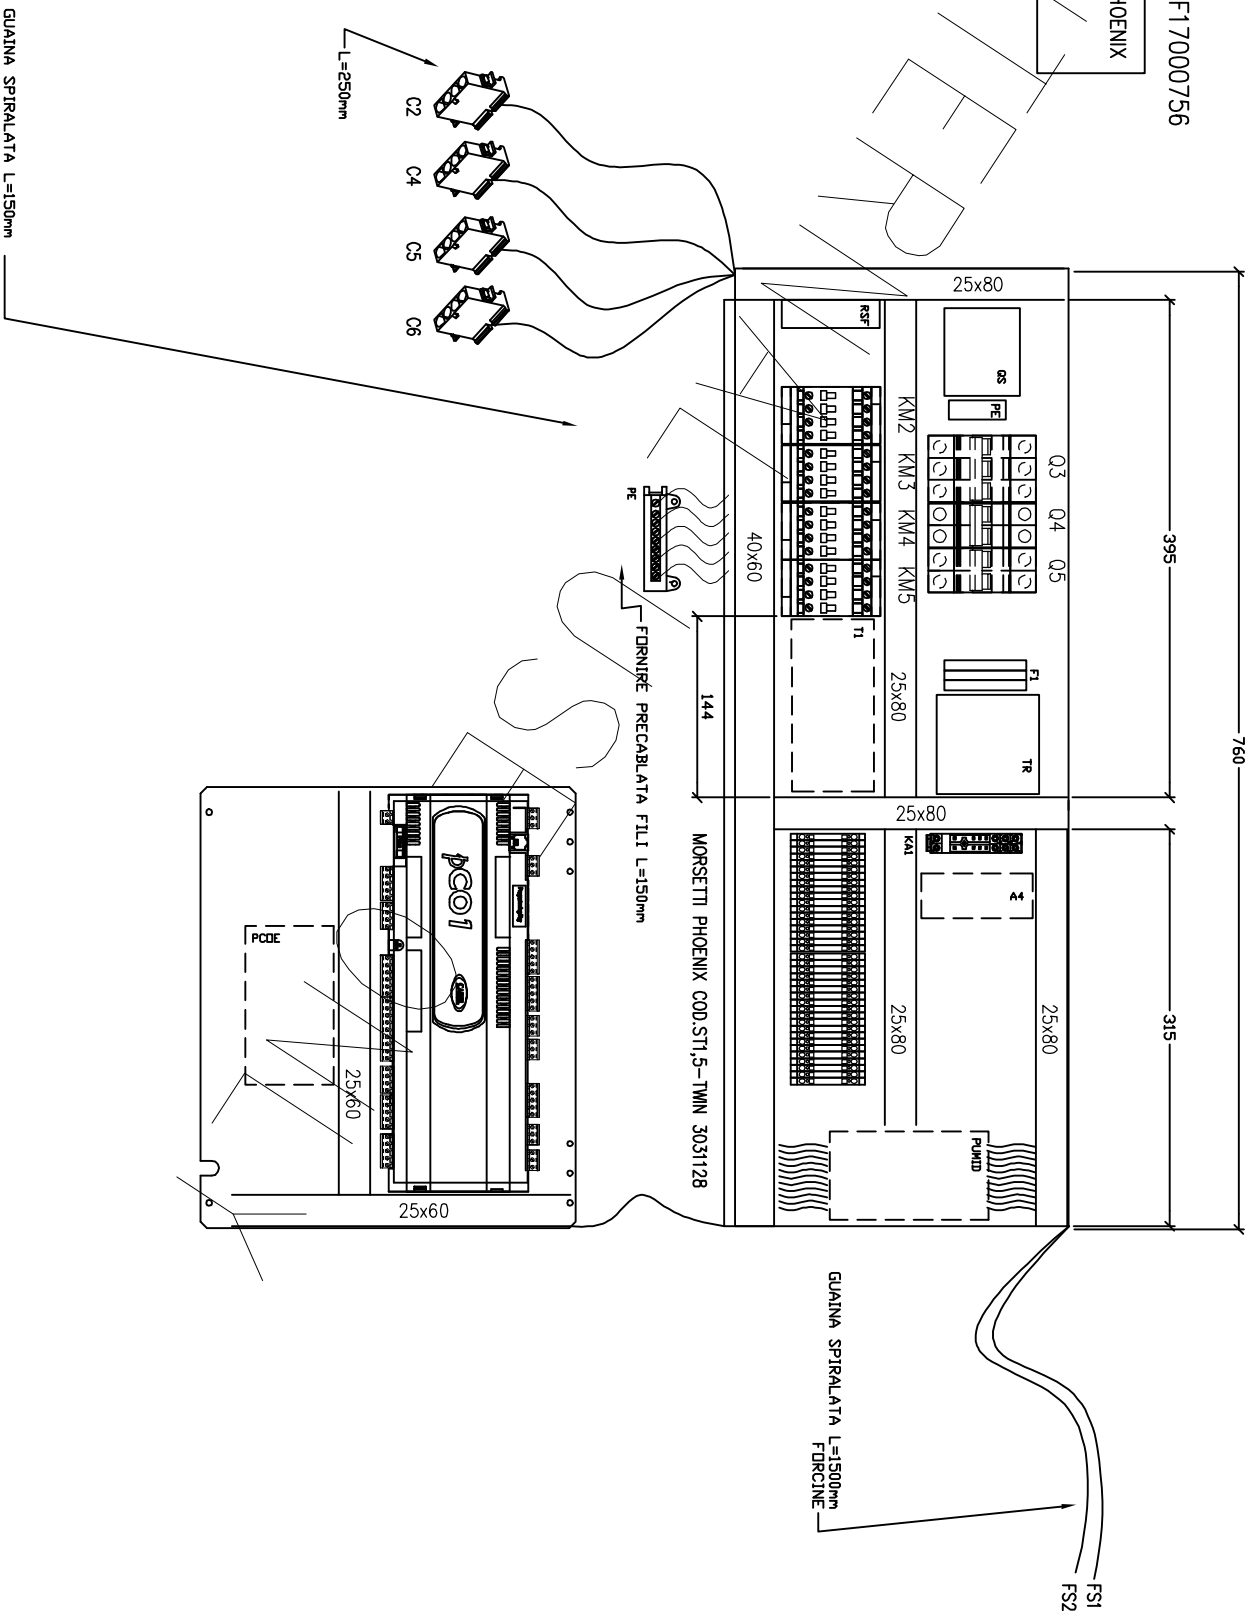 F17000756
HOENIX
760
395
315
25x80
RSF
QS
PE
KM2 KM3 KM4 KM5
Q3 Q4 Q5
40x60
PE
T1
F1
TR
25x80
144
25x80
KA1
A4
25x80
25x80
PUMID
MORSETTI PHOENIX COD.ST1,5-TWIN 3031128
FORNIRE PRECABLATA FILI L=150mm
L=250mm
C2
C4
C5
C6
GUAINA SPIRALATA L=150mm
PCOE
pCO1
CAREL
25x60
25x60
GUAINA SPIRALATA L=1500mm
FORCINE
FS1
FS2